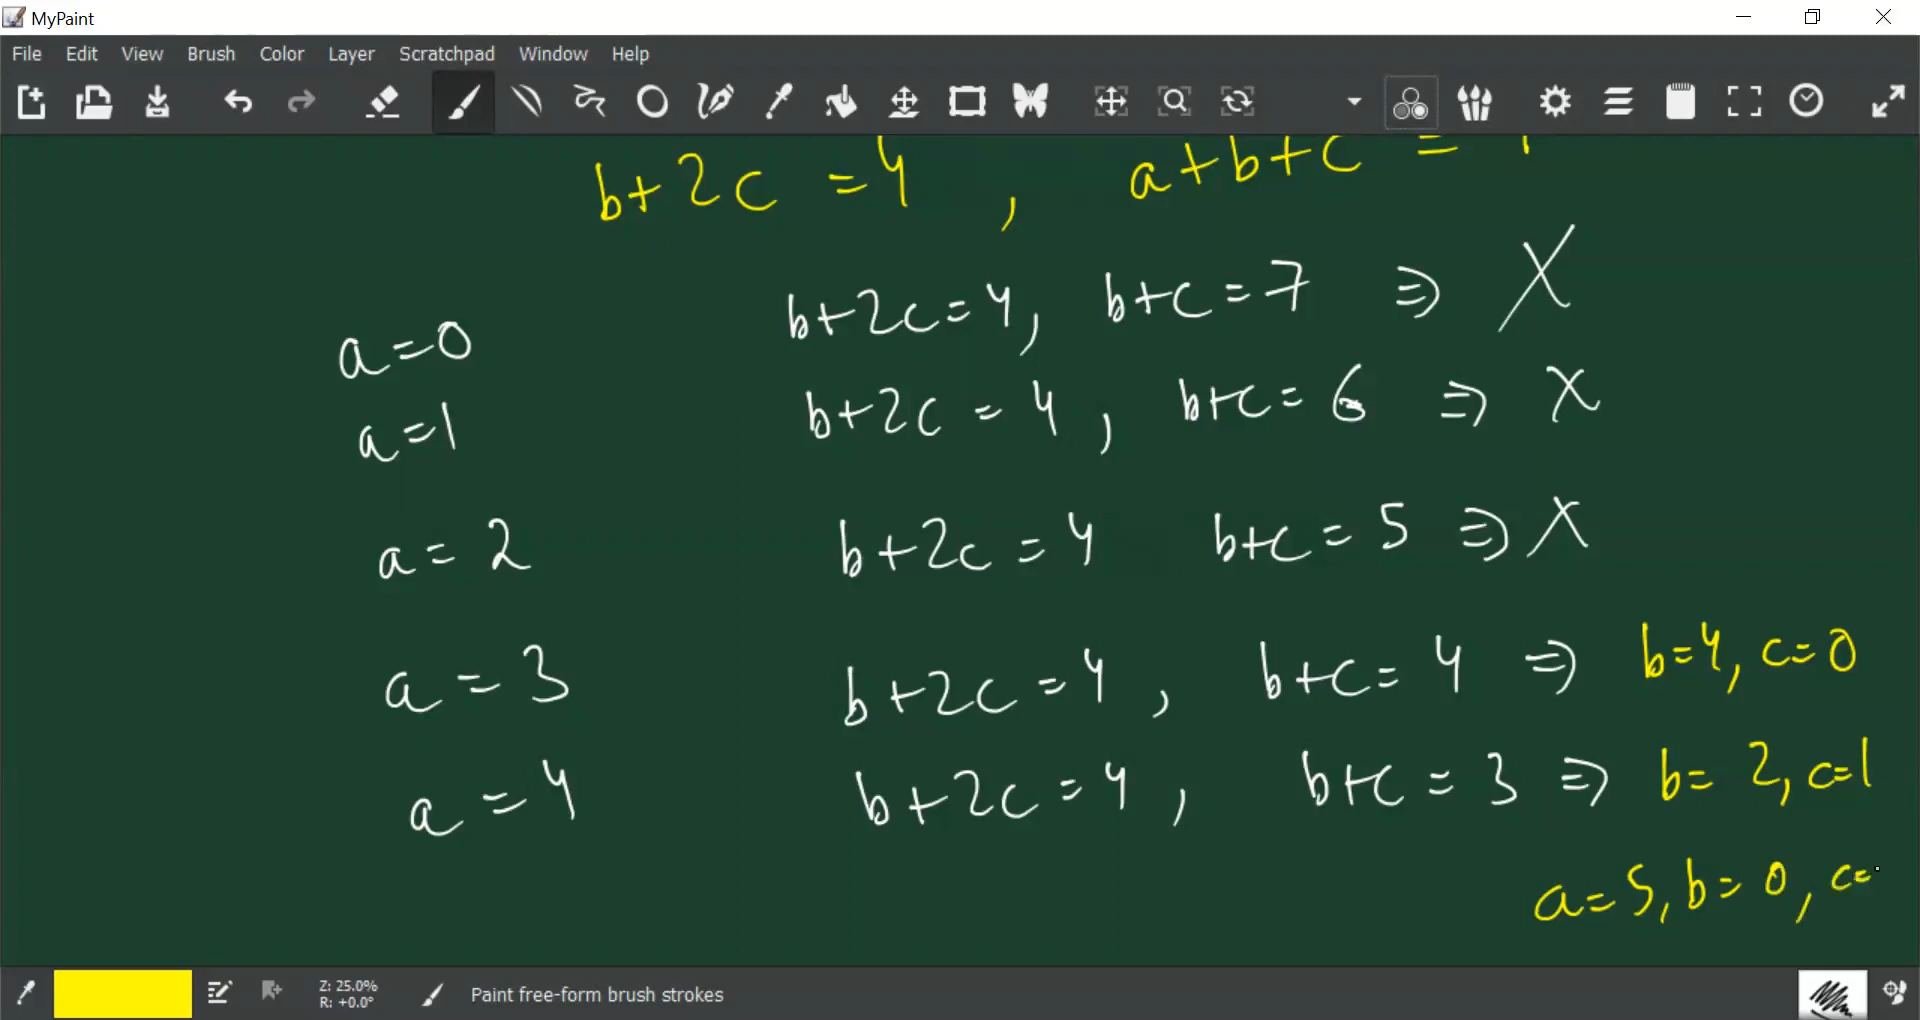 MyPaint
File Edit View Brush Color Layer Scratchpad Window Help
b+2c =4 , a+b+c =
a=0 b+2c=4, b+c=7 ⇒ X
a=1 b+2c = 4 , b+c= 6 ⇒ X
a= 2 b+2c = 4 b+c= 5 ⇒ X
a = 3 b+2c=4 , b+c= 4 ⇒ b=4, c=0
a = 4 b+2c=4 , b+c = 3 ⇒ b= 2, c=1
a=5, b=0, c=
Z: 25.0%
R: +0.0°
Paint free-form brush strokes